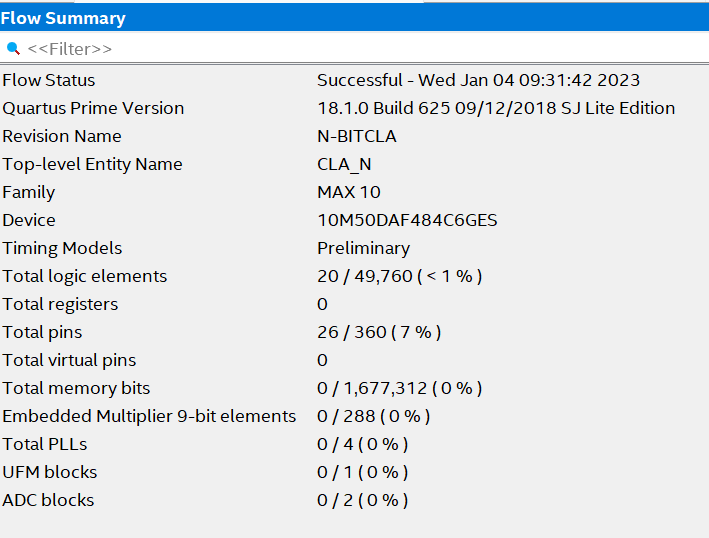 Flow Summary
<<Filter>>
Flow Status Successful - Wed Jan 04 09:31:42 2023
Quartus Prime Version 18.1.0 Build 625 09/12/2018 SJ Lite Edition
Revision Name N-BITCLA
Top-level Entity Name CLA_N
Family MAX 10
Device 10M50DAF484C6GES
Timing Models Preliminary
Total logic elements 20 / 49,760 ( < 1 % )
Total registers 0
Total pins 26 / 360 ( 7 % )
Total virtual pins 0
Total memory bits 0 / 1,677,312 ( 0 % )
Embedded Multiplier 9-bit elements 0 / 288 ( 0 % )
Total PLLs 0 / 4 ( 0 % )
UFM blocks 0 / 1 ( 0 % )
ADC blocks 0 / 2 ( 0 % )